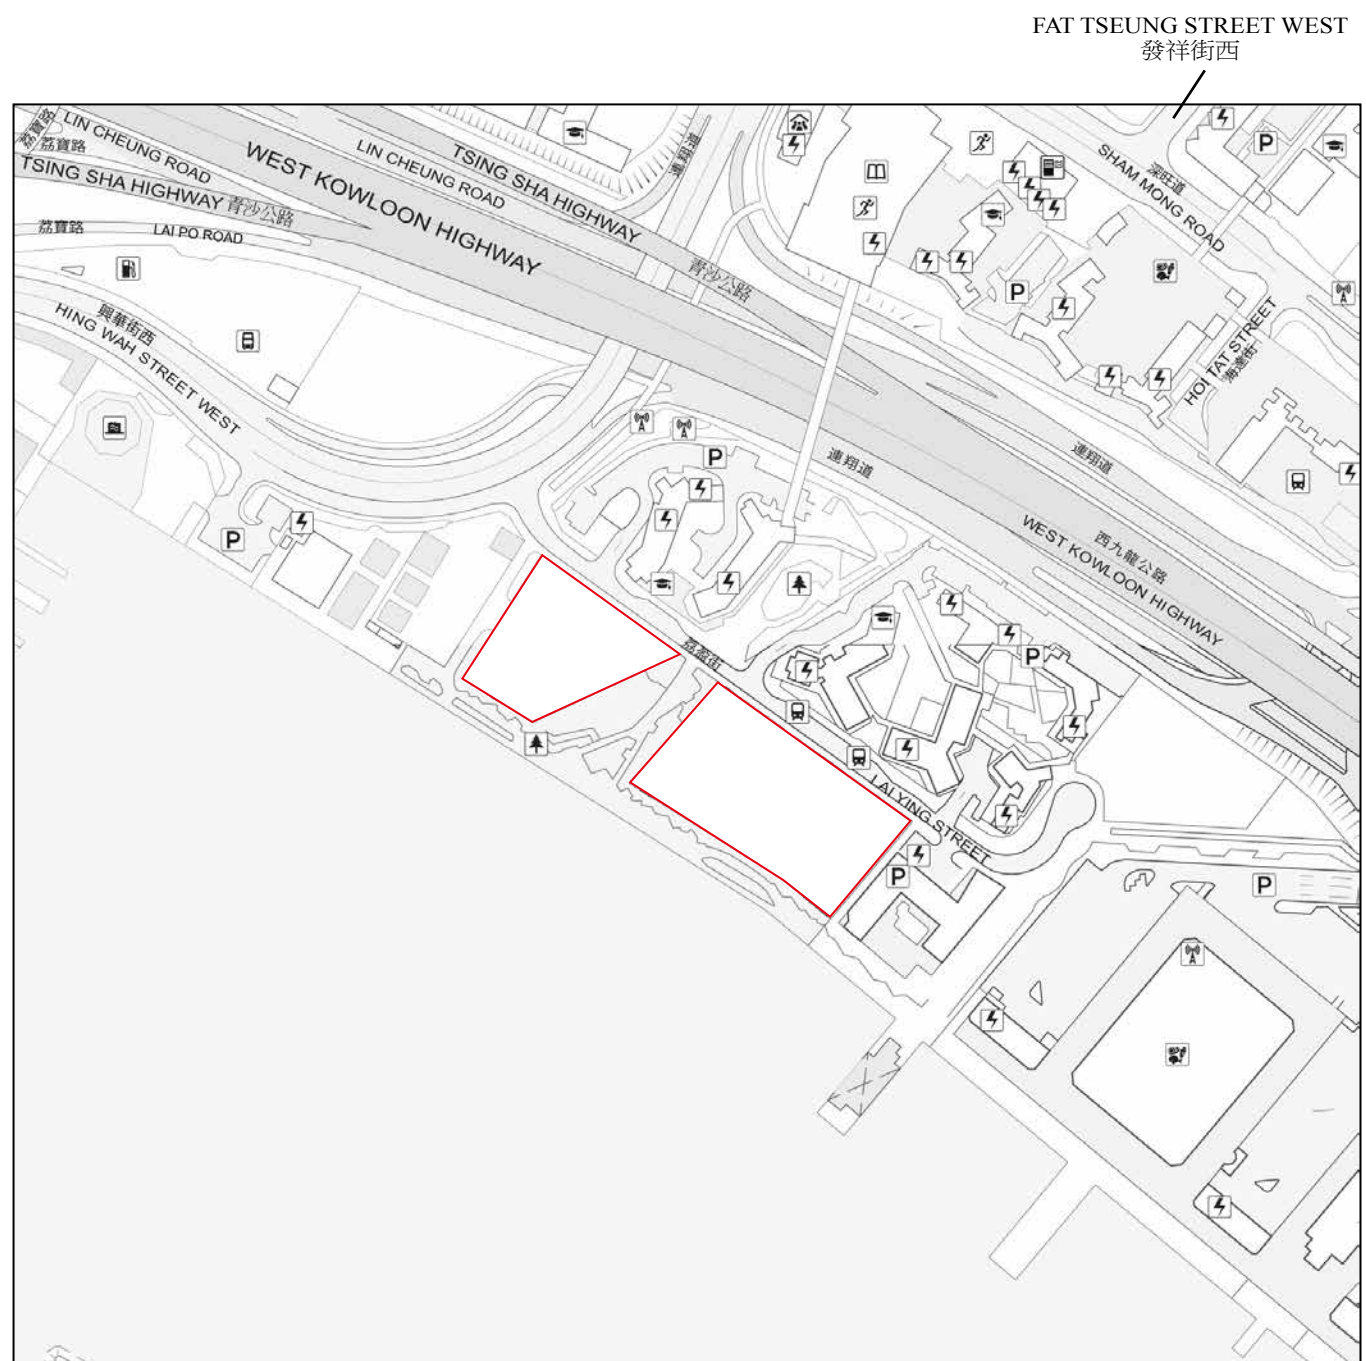 FAT TSEUNG STREET WEST
發祥街西
荔寶路
LIN CHEUNG ROAD
荔寶路
TSING SHA HIGHWAY 青沙公路
荔寶路
LAI PO ROAD
WEST KOWLOON HIGHWAY
LIN CHEUNG ROAD
TSING SHA HIGHWAY
青沙公路
深旺道
SHAM MONG ROAD
HOI TAT STREET
海達街
興華街西
HING WAH STREET WEST
P
P
P
連翔道
連翔道
西九龍公路
WEST KOWLOON HIGHWAY
P
荔盈街
P
LAI YING STREET
P
P